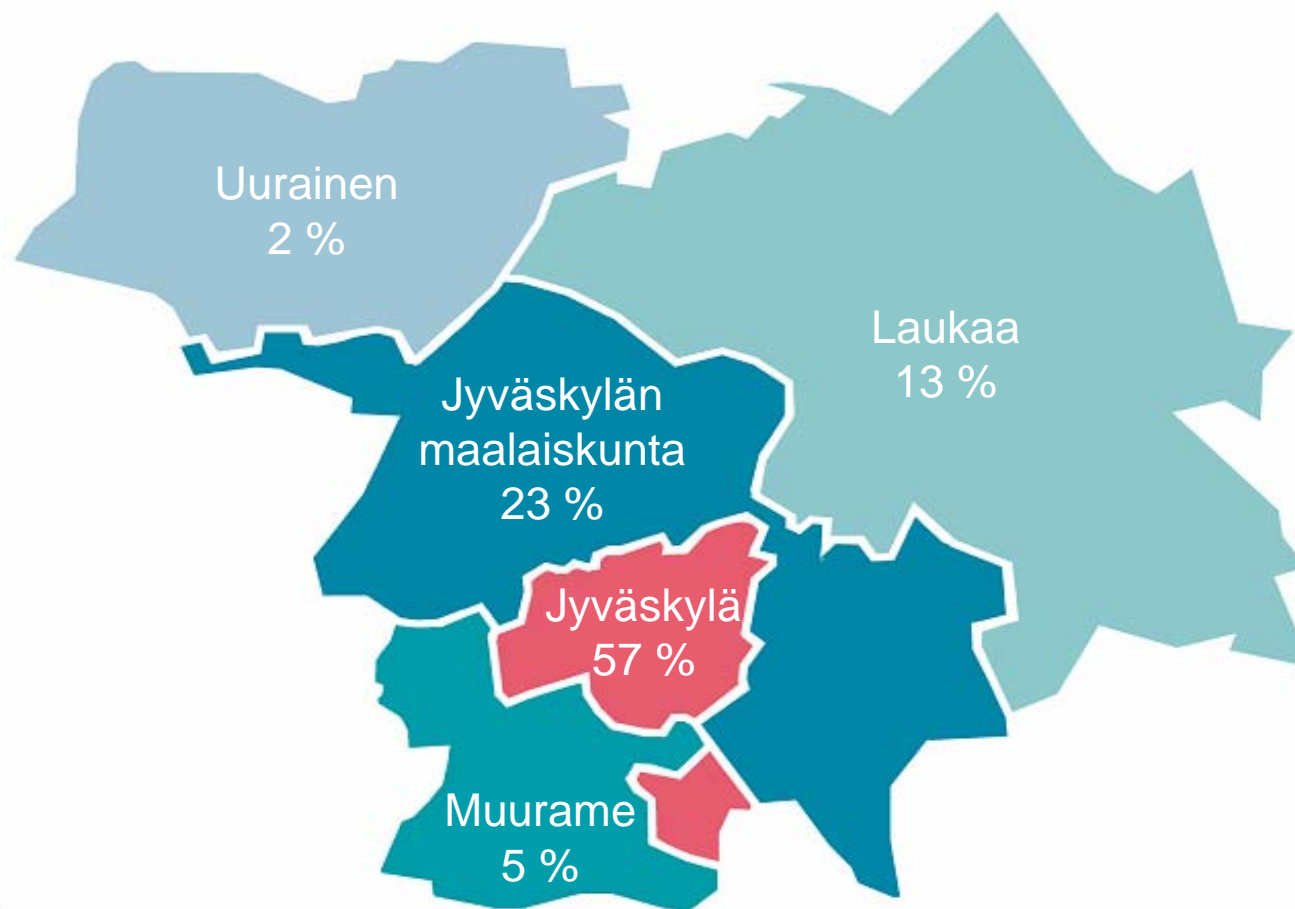 Uurainen
2 %
Laukaa
13 %
Jyväskylän
maalaiskunta
23 %
Jyväskylä
57 %
Muurame
5 %